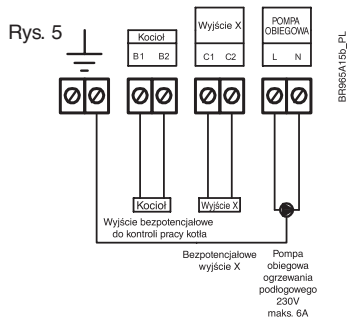 Rys. 5
Kocioł
B1 B2
Wyjście X
C1 C2
POMPA
OBIEGOWA
L N
BR965A15b_PL
Kocioł
Wyjście X
Wyjście bezpotencjałowe
do kontroli pracy kotła
Bezpotencjałowe
wyjście X
Pompa
obiegowa
ogrzewania
podłogowego
230V
maks. 6A